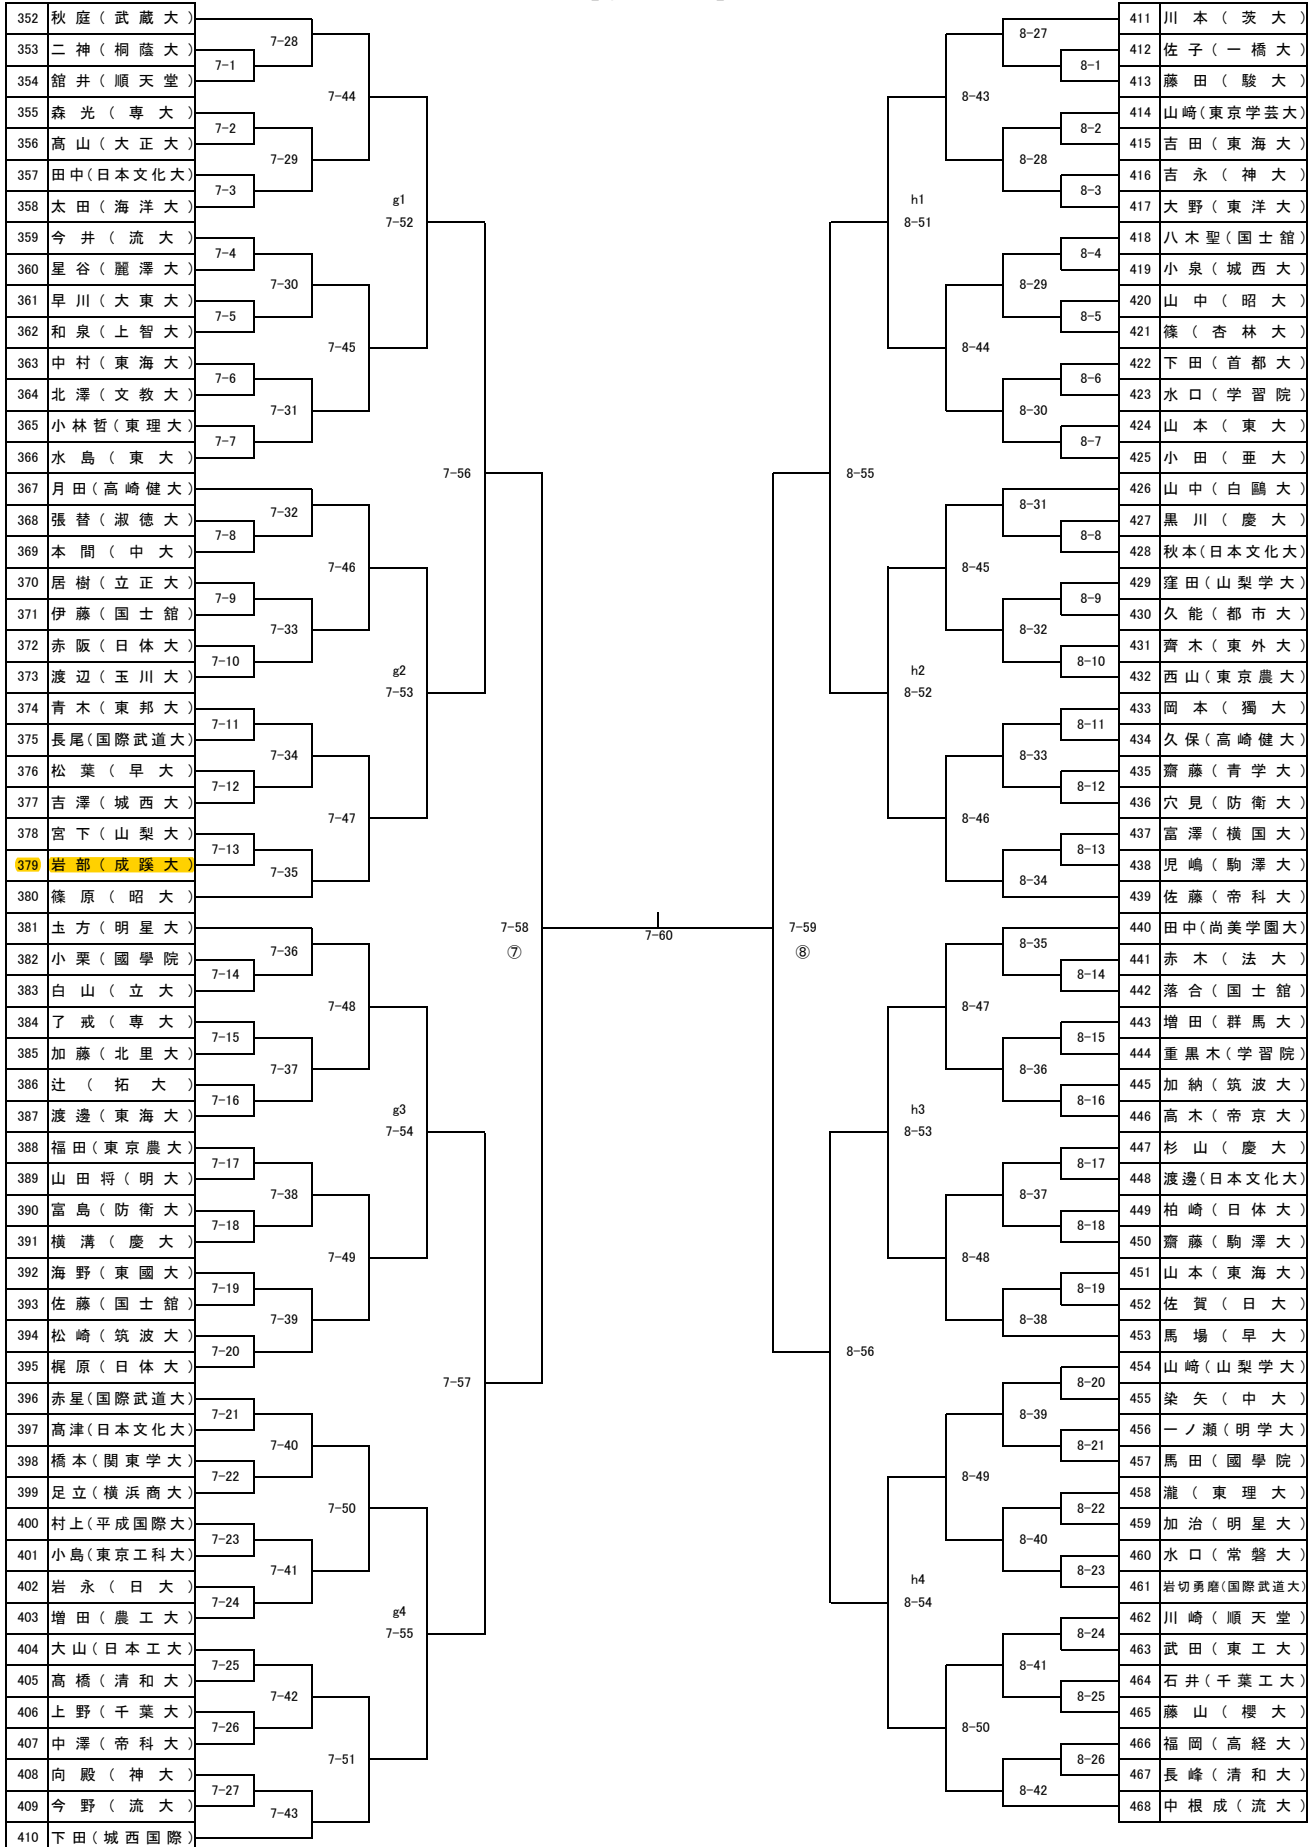 352 秋庭(武蔵大)
353 二神(桐蔭大)
354 舘井(順天堂)
355 森光(専大)
356 髙山(大正大)
357 田中(日本文化大)
358 太田(海洋大)
359 今井(流大)
360 星谷(麗澤大)
361 早川(大東大)
362 和泉(上智大)
363 中村(東海大)
364 北澤(文教大)
365 小林哲(東理大)
366 水島(東大)
367 月田(高崎健大)
368 張替(淑徳大)
369 本間(中大)
370 居樹(立正大)
371 伊藤(国士舘)
372 赤阪(日体大)
373 渡辺(玉川大)
374 青木(東邦大)
375 長尾(国際武道大)
376 松葉(早大)
377 吉澤(城西大)
378 宮下(山梨大)
379 岩部(成蹊大)
380 篠原(昭大)
381 圡方(明星大)
382 小栗(國學院)
383 白山(立大)
384 了戒(専大)
385 加藤(北里大)
386 辻(拓大)
387 渡邊(東海大)
388 福田(東京農大)
389 山田将(明大)
390 富島(防衛大)
391 横溝(慶大)
392 海野(東國大)
393 佐藤(国士舘)
394 松崎(筑波大)
395 梶原(日体大)
396 赤星(国際武道大)
397 髙津(日本文化大)
398 橋本(関東学大)
399 足立(横浜商大)
400 村上(平成国際大)
401 小島(東京工科大)
402 岩永(日大)
403 増田(農工大)
404 大山(日本工大)
405 髙橋(清和大)
406 上野(千葉大)
407 中澤(帝科大)
408 向殿(神大)
409 今野(流大)
410 下田(城西国際)
7-1
7-2
7-3
7-4
7-5
7-6
7-7
7-8
7-9
7-10
7-11
7-12
7-13
7-14
7-15
7-16
7-17
7-18
7-19
7-20
7-21
7-22
7-23
7-24
7-25
7-26
7-27
7-28
7-29
7-30
7-31
7-32
7-33
7-34
7-35
7-36
7-37
7-38
7-39
7-40
7-41
7-42
7-43
7-44
7-45
7-46
7-47
7-48
7-49
7-50
7-51
g1
7-52
g2
7-53
g3
7-54
g4
7-55
7-56
7-57
7-58
⑦
7-60
7-59
⑧
8-55
8-56
h1
8-51
h2
8-52
h3
8-53
h4
8-54
8-43
8-44
8-45
8-46
8-47
8-48
8-49
8-50
8-27
8-28
8-29
8-30
8-31
8-32
8-33
8-34
8-35
8-36
8-37
8-38
8-39
8-40
8-41
8-42
8-1
8-2
8-3
8-4
8-5
8-6
8-7
8-8
8-9
8-10
8-11
8-12
8-13
8-14
8-15
8-16
8-17
8-18
8-19
8-20
8-21
8-22
8-23
8-24
8-25
8-26
411 川本(茨大)
412 佐子(一橋大)
413 藤田(駿大)
414 山﨑(東京学芸大)
415 吉田(東海大)
416 吉永(神大)
417 大野(東洋大)
418 八木聖(国士舘)
419 小泉(城西大)
420 山中(昭大)
421 篠(杏林大)
422 下田(首都大)
423 水口(学習院)
424 山本(東大)
425 小田(亜大)
426 山中(白鷗大)
427 黒川(慶大)
428 秋本(日本文化大)
429 窪田(山梨学大)
430 久能(都市大)
431 齊木(東外大)
432 西山(東京農大)
433 岡本(獨大)
434 久保(高崎健大)
435 齋藤(青学大)
436 穴見(防衛大)
437 富澤(横国大)
438 児嶋(駒澤大)
439 佐藤(帝科大)
440 田中(尚美学園大)
441 赤木(法大)
442 落合(国士舘)
443 増田(群馬大)
444 重黒木(学習院)
445 加納(筑波大)
446 高木(帝京大)
447 杉山(慶大)
448 渡邊(日本文化大)
449 柏崎(日体大)
450 齋藤(駒澤大)
451 山本(東海大)
452 佐賀(日大)
453 馬場(早大)
454 山﨑(山梨学大)
455 染矢(中大)
456 一ノ瀬(明学大)
457 馬田(國學院)
458 瀧(東理大)
459 加治(明星大)
460 水口(常磐大)
461 岩切勇磨(国際武道大)
462 川崎(順天堂)
463 武田(東工大)
464 石井(千葉工大)
465 藤山(櫻大)
466 福岡(高経大)
467 長峰(清和大)
468 中根成(流大)